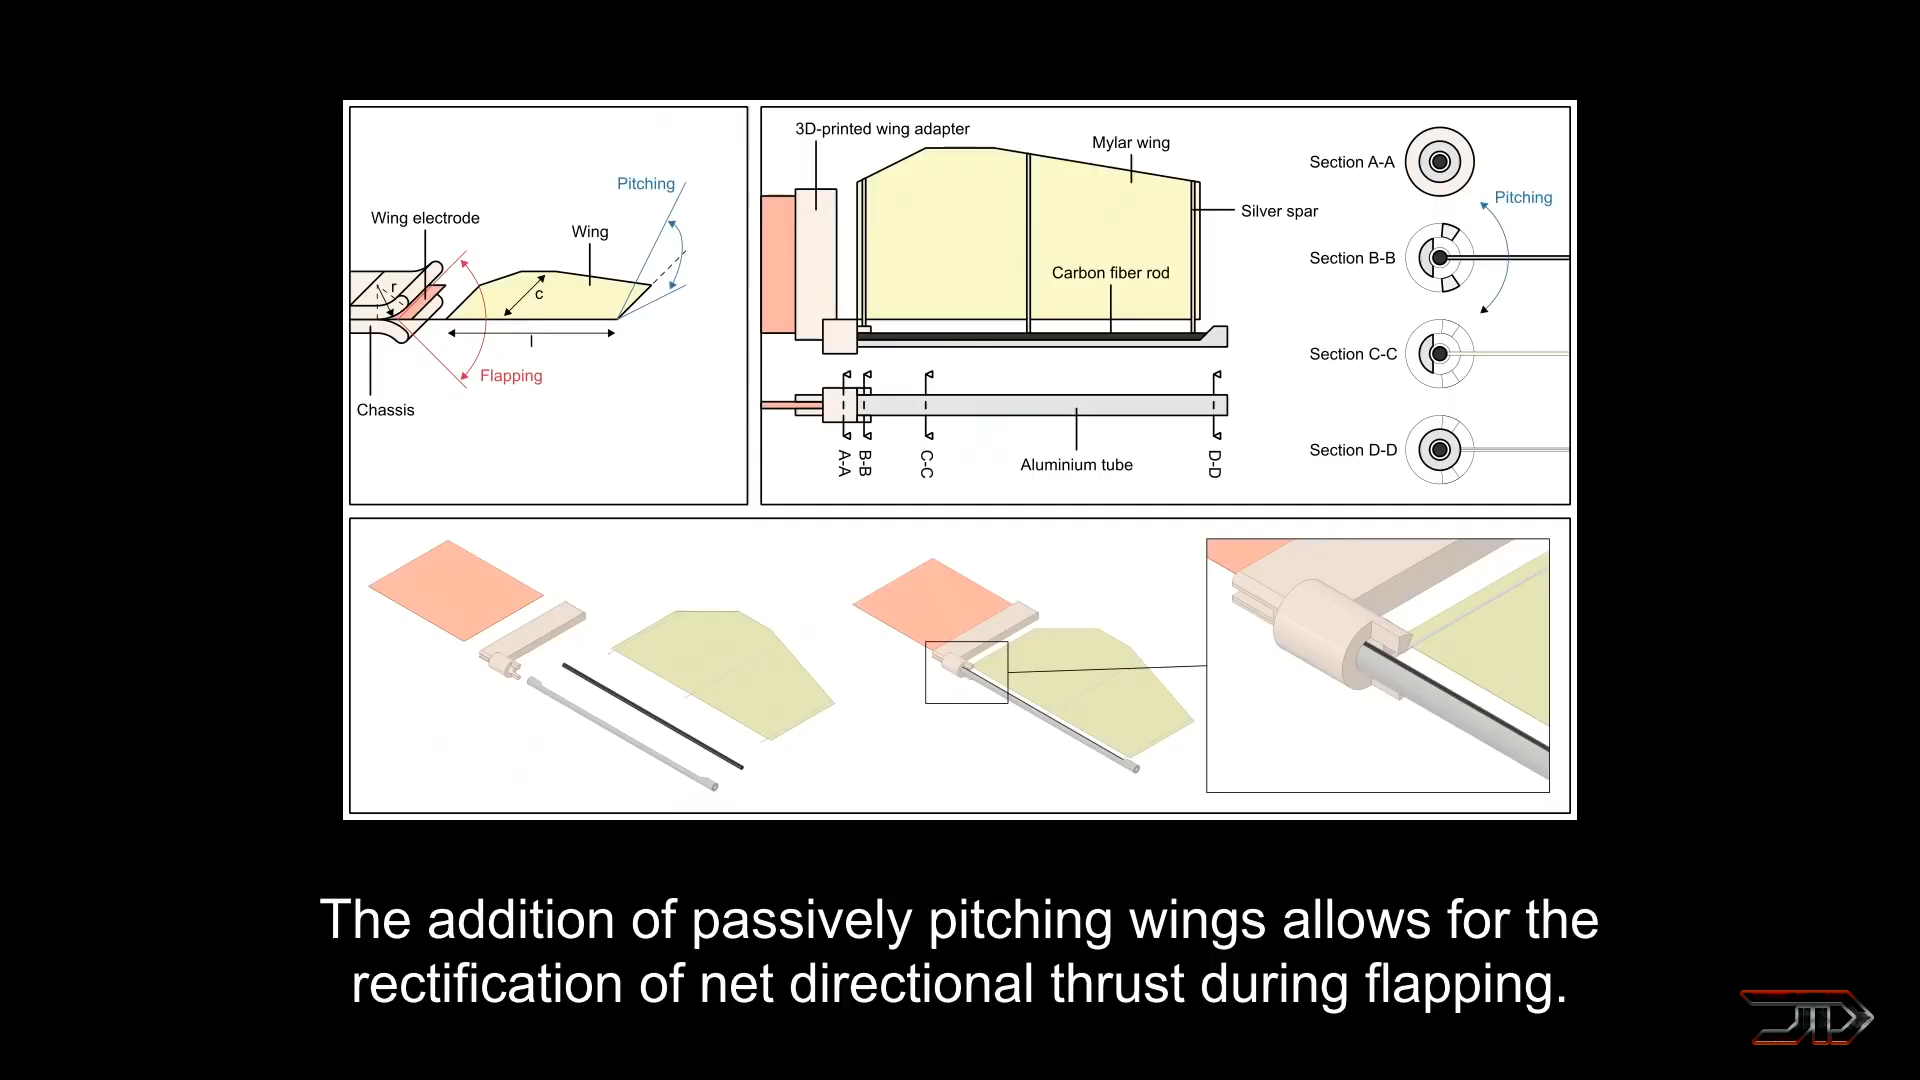 Pitching
Wing electrode
Wing
r
c
l
Flapping
Chassis
3D-printed wing adapter
Mylar wing
Silver spar
Carbon fiber rod
Aluminium tube
A-A
B-B
C-C
D-D
Section A-A
Pitching
Section B-B
Section C-C
Section D-D
The addition of passively pitching wings allows for the
rectification of net directional thrust during flapping.
JTD